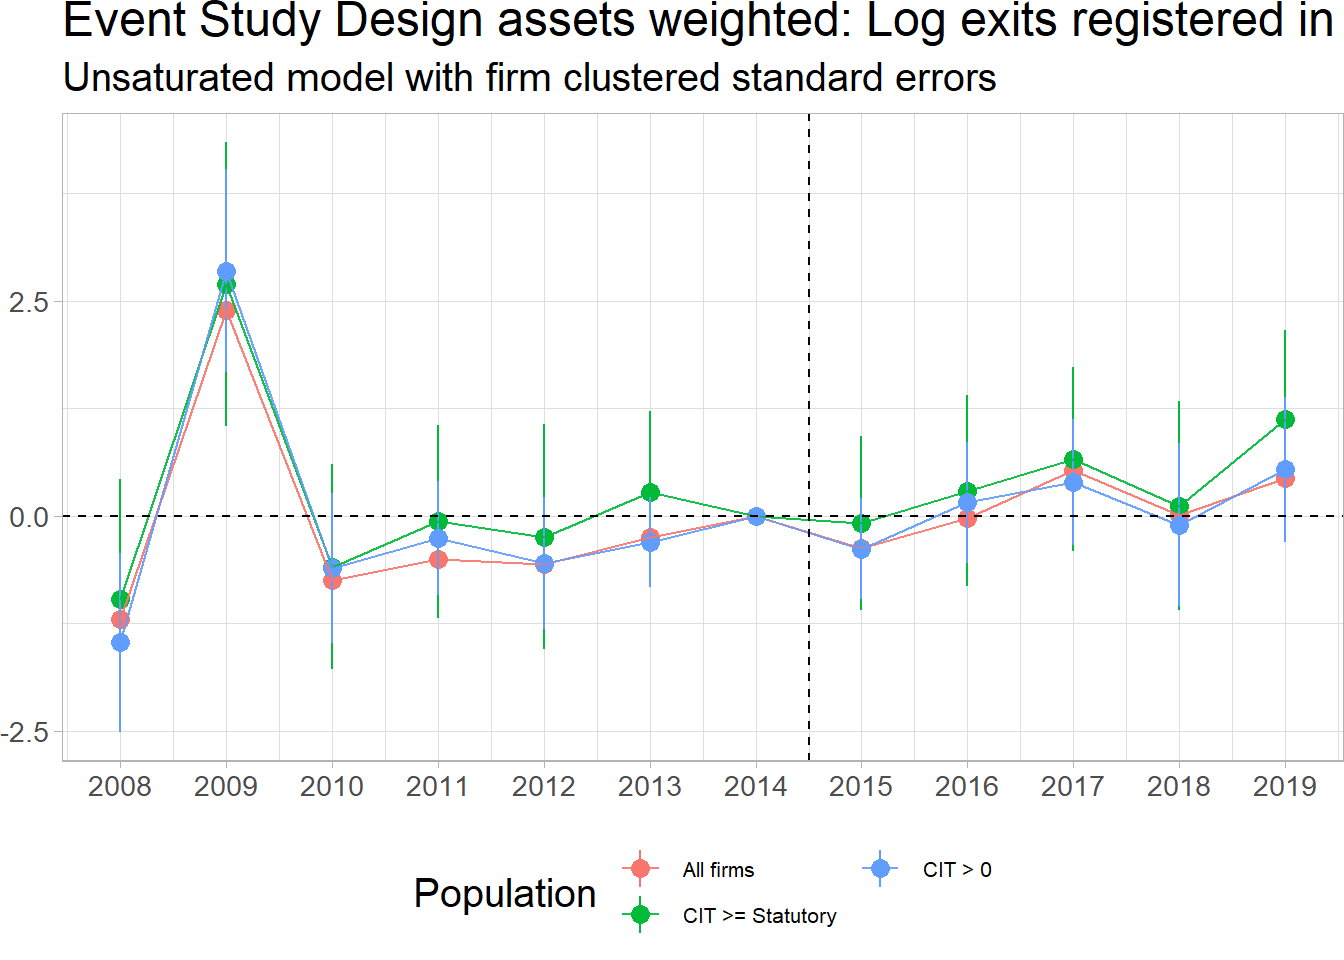 Event Study Design assets weighted: Log exits registered in
Unsaturated model with firm clustered standard errors
2.5
0.0
-2.5
2008 2009 2010 2011 2012 2013 2014 2015 2016 2017 2018 2019
Population
All firms
CIT > 0
CIT >= Statutory